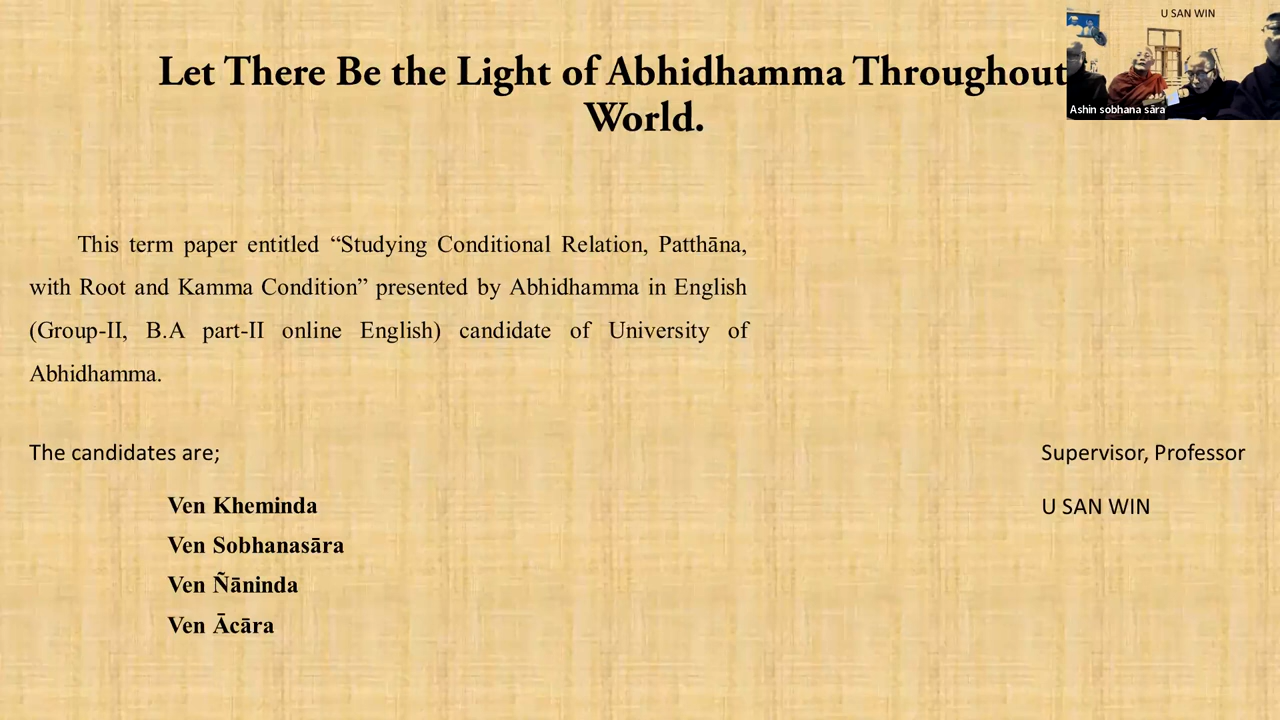 U SAN WIN
Let There Be the Light of Abhidhamma Throughout
World.
Ashin sobhana sāra
This term paper entitled “Studying Conditional Relation, Patthāna,
with Root and Kamma Condition” presented by Abhidhamma in English
(Group-II, B.A part-II online English) candidate of University of
Abhidhamma.
The candidates are;
Supervisor, Professor
Ven Kheminda
U SAN WIN
Ven Sobhanasāra
Ven Ñāninda
Ven Ācāra